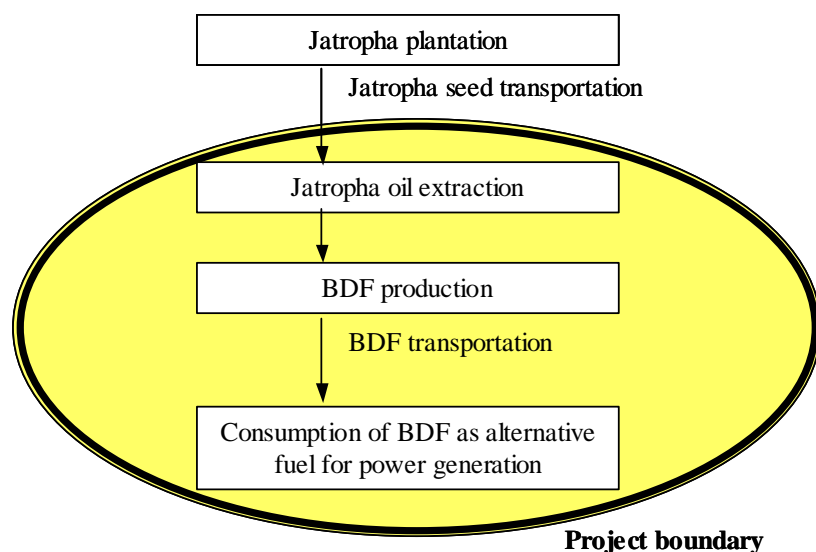 Jatropha plantation
Jatropha seed transportation
Jatropha oil extraction
BDF production
BDF transportation
Consumption of BDF as alternative
fuel for power generation
Project boundary